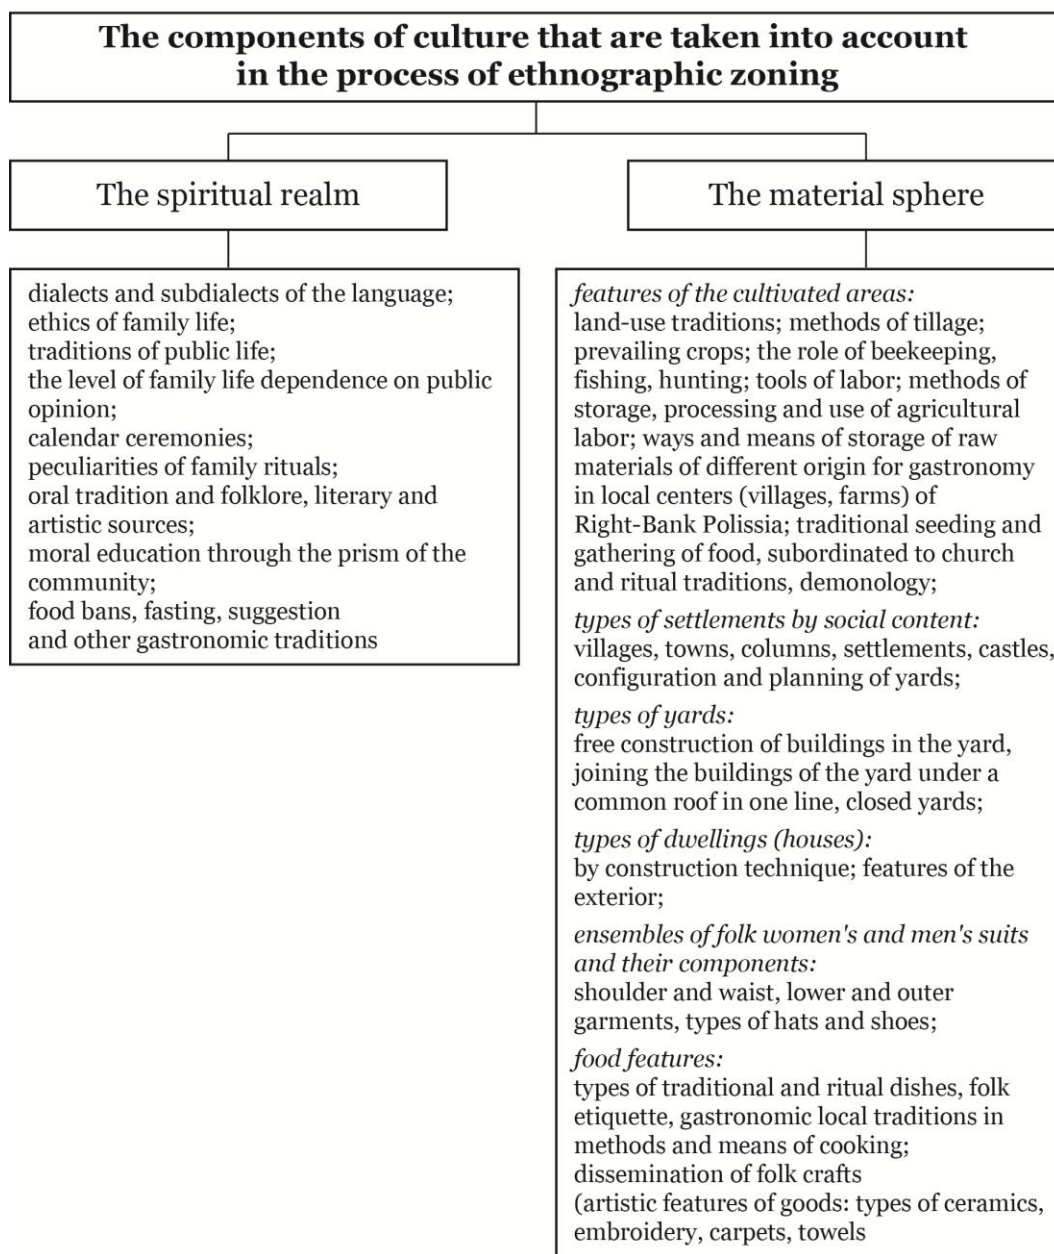 The components of culture that are taken into account
in the process of ethnographic zoning
The spiritual realm
dialects and subdialects of the language;
ethics of family life;
traditions of public life;
the level of family life dependence on public
opinion;
calendar ceremonies;
peculiarities of family rituals;
oral tradition and folklore, literary and
artistic sources;
moral education through the prism of the
community;
food bans, fasting, suggestion
and other gastronomic traditions
The material sphere
features of the cultivated areas:
land-use traditions; methods of tillage;
prevailing crops; the role of beekeeping,
fishing, hunting; tools of labor; methods of
storage, processing and use of agricultural
labor; ways and means of storage of raw
materials of different origin for gastronomy
in local centers (villages, farms) of
Right-Bank Polissia; traditional seeding and
gathering of food, subordinated to church
and ritual traditions, demonology;
types of settlements by social content:
villages, towns, columns, settlements, castles,
configuration and planning of yards;
types of yards:
free construction of buildings in the yard,
joining the buildings of the yard under a
common roof in one line, closed yards;
types of dwellings (houses):
by construction technique; features of the
exterior;
ensembles of folk women's and men's suits
and their components:
shoulder and waist, lower and outer
garments, types of hats and shoes;
food features:
types of traditional and ritual dishes, folk
etiquette, gastronomic local traditions in
methods and means of cooking;
dissemination of folk crafts
(artistic features of goods: types of ceramics,
embroidery, carpets, towels